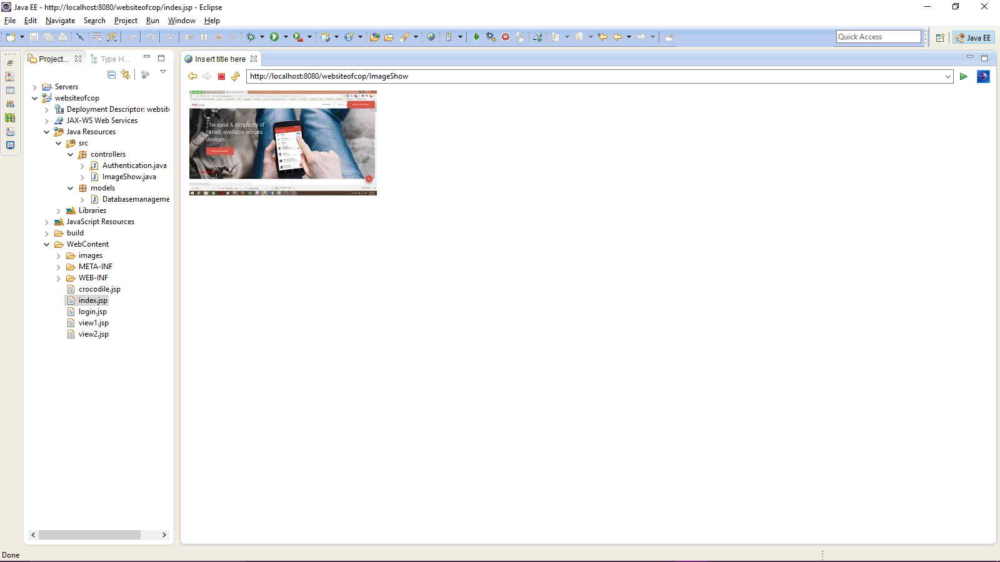 Java EE - http://localhost:8080/websiteofcop/index.jsp - Eclipse
File Edit Navigate Search Project Run Window Help
Quick Access
Java EE
Project...
Type H...
Insert title here
http://localhost:8080/websiteofcop/ImageShow
Servers
websiteofcop
Deployment Descriptor: websit
JAX-WS Web Services
Java Resources
src
controllers
Authentication.java
ImageShow.java
models
Databasemanageme
Libraries
JavaScript Resources
build
WebContent
images
META-INF
WEB-INF
crocodile.jsp
index.jsp
login.jsp
view1.jsp
view2.jsp
Gmail
The ease & simplicity of
Gmail, available across
devices
Done